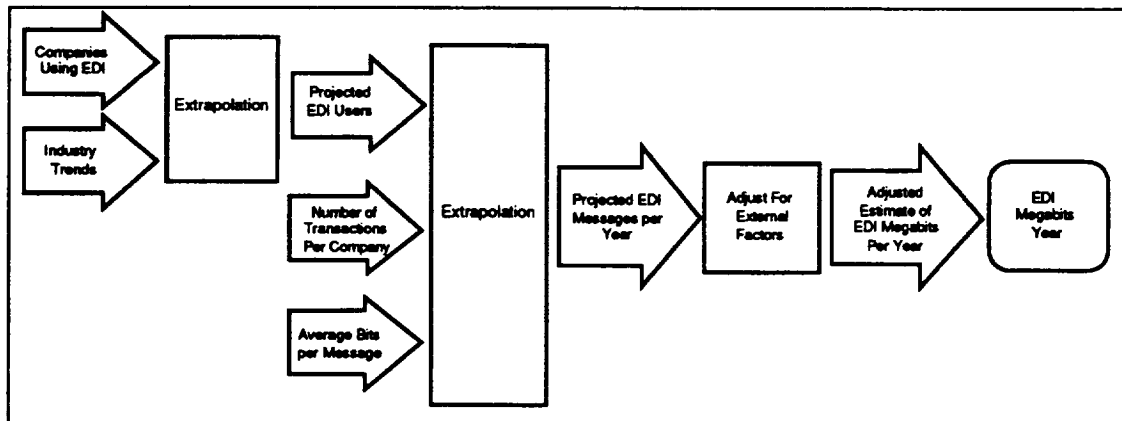 Companies
Using EDI
Industry
Trends
Extrapolation
Projected
EDI Users
Number of
Transactions
Per Company
Average Bits
per Message
Extrapolation
Projected EDI
Messages per
Year
Adjust For
External
Factors
Adjusted
Estimate of
EDI Megabits
Per Year
EDI
Megabits
Year